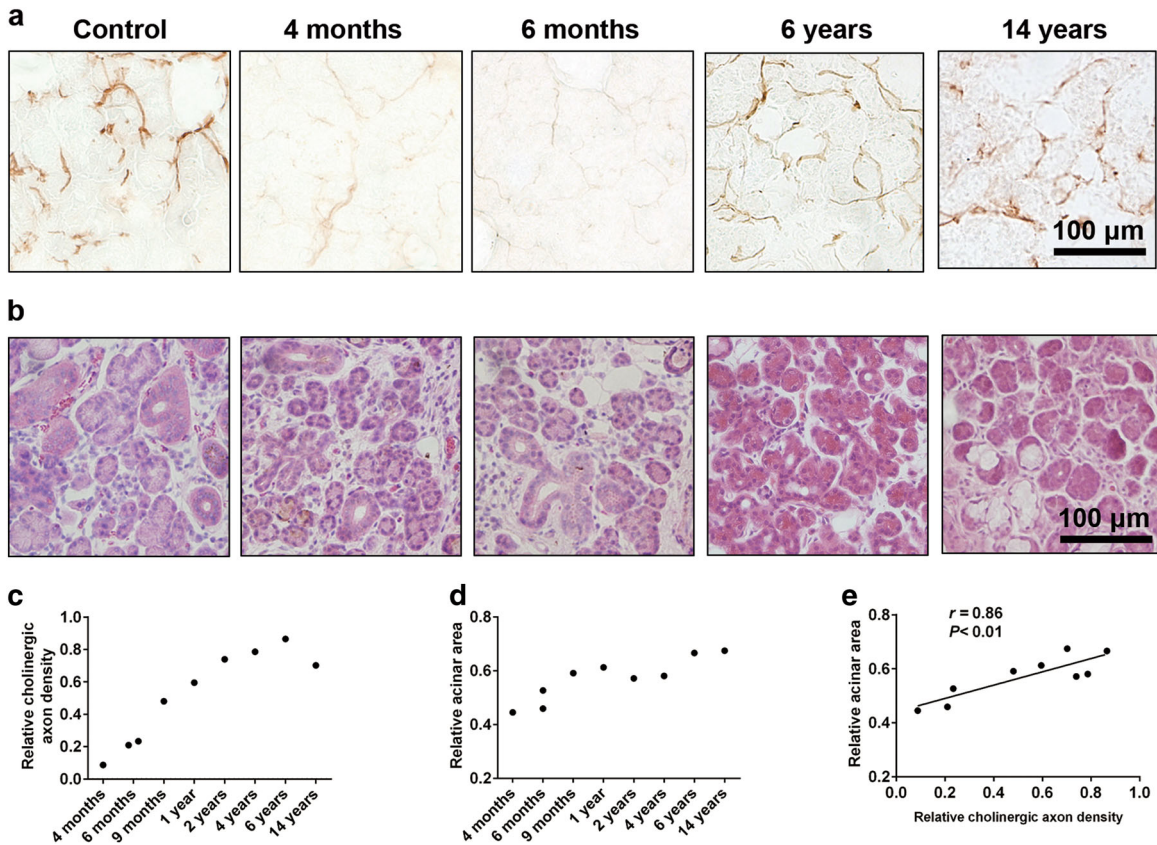 a
Control 4 months 6 months 6 years 14 years
100 µm
b
100 µm
c
Relative cholinergic
axon density
1.0
0.8
0.6
0.4
0.2
0.0
4 months 6 months 9 months 1 year 2 years 4 years 6 years 14 years
d
Relative acinar area
0.8
0.6
0.4
0.2
4 months 6 months 9 months 1 year 2 years 4 years 6 years 14 years
e
r = 0.86
P< 0.01
Relative acinar area
0.8
0.6
0.4
0.2
0.0 0.2 0.4 0.6 0.8 1.0
Relative cholinergic axon density